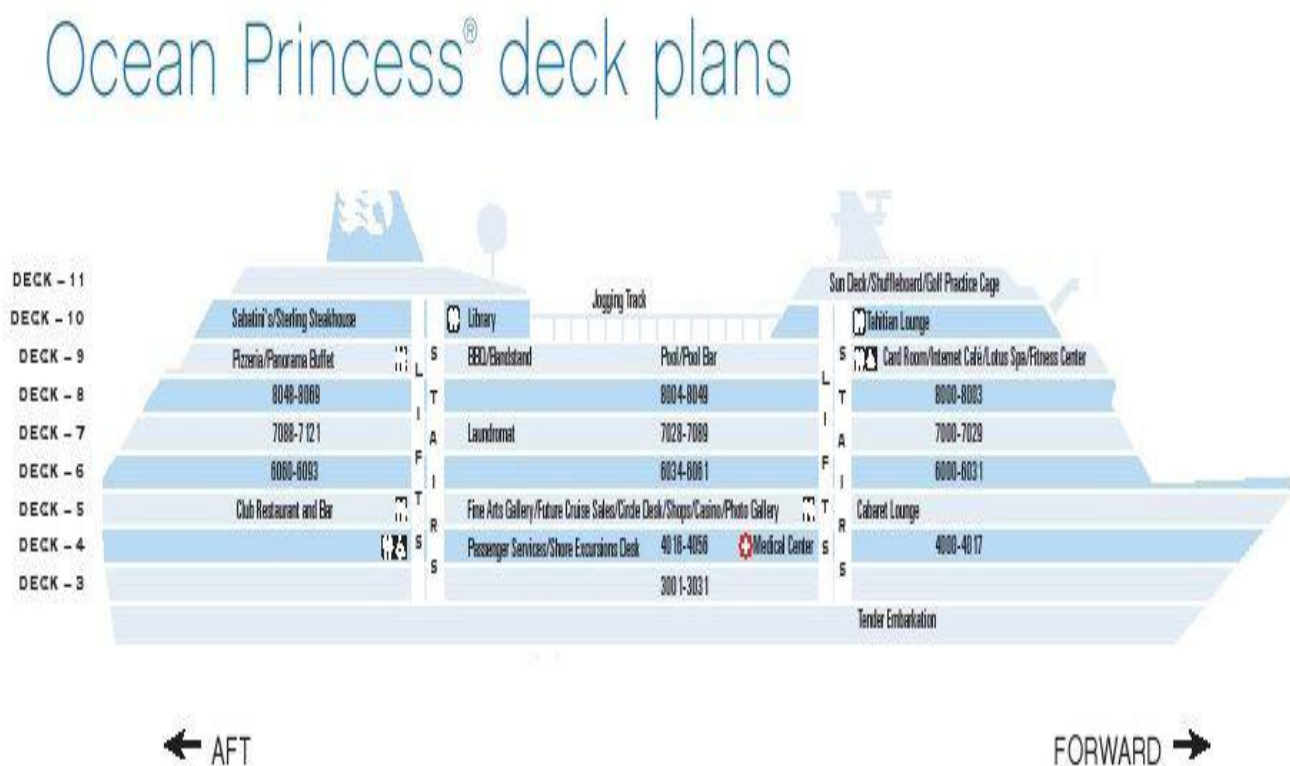 Ocean Princess® deck plans
DECK – 11 Sun Deck/Shuffleboard/Golf Practice Cage
Jogging Track
DECK – 10 Sabatini's/Sterling Steakhouse Library Tahitian Lounge
DECK – 9 Pizzeria/Panorama Buffet BBQ/Bandstand Pool/Pool Bar Card Room/Internet Café/Lotus Spa/Fitness Center
DECK – 8 8048-8069 8004-8049 8000-8003
DECK – 7 7088-7121 Laundromat 7028-7089 7000-7029
DECK – 6 6060-6093 6034-6061 6000-6031
DECK – 5 Club Restaurant and Bar Fine Arts Gallery/Future Cruise Sales/Circle Desk/Shops/Casino/Photo Gallery Cabaret Lounge
DECK – 4 Passenger Services/Shore Excursions Desk 4016-4056 Medical Center 4000-4017
DECK – 3 3001-3031
Tender Embarkation
LIFTS
STAIRS
LIFTS
STAIRS
AFT FORWARD